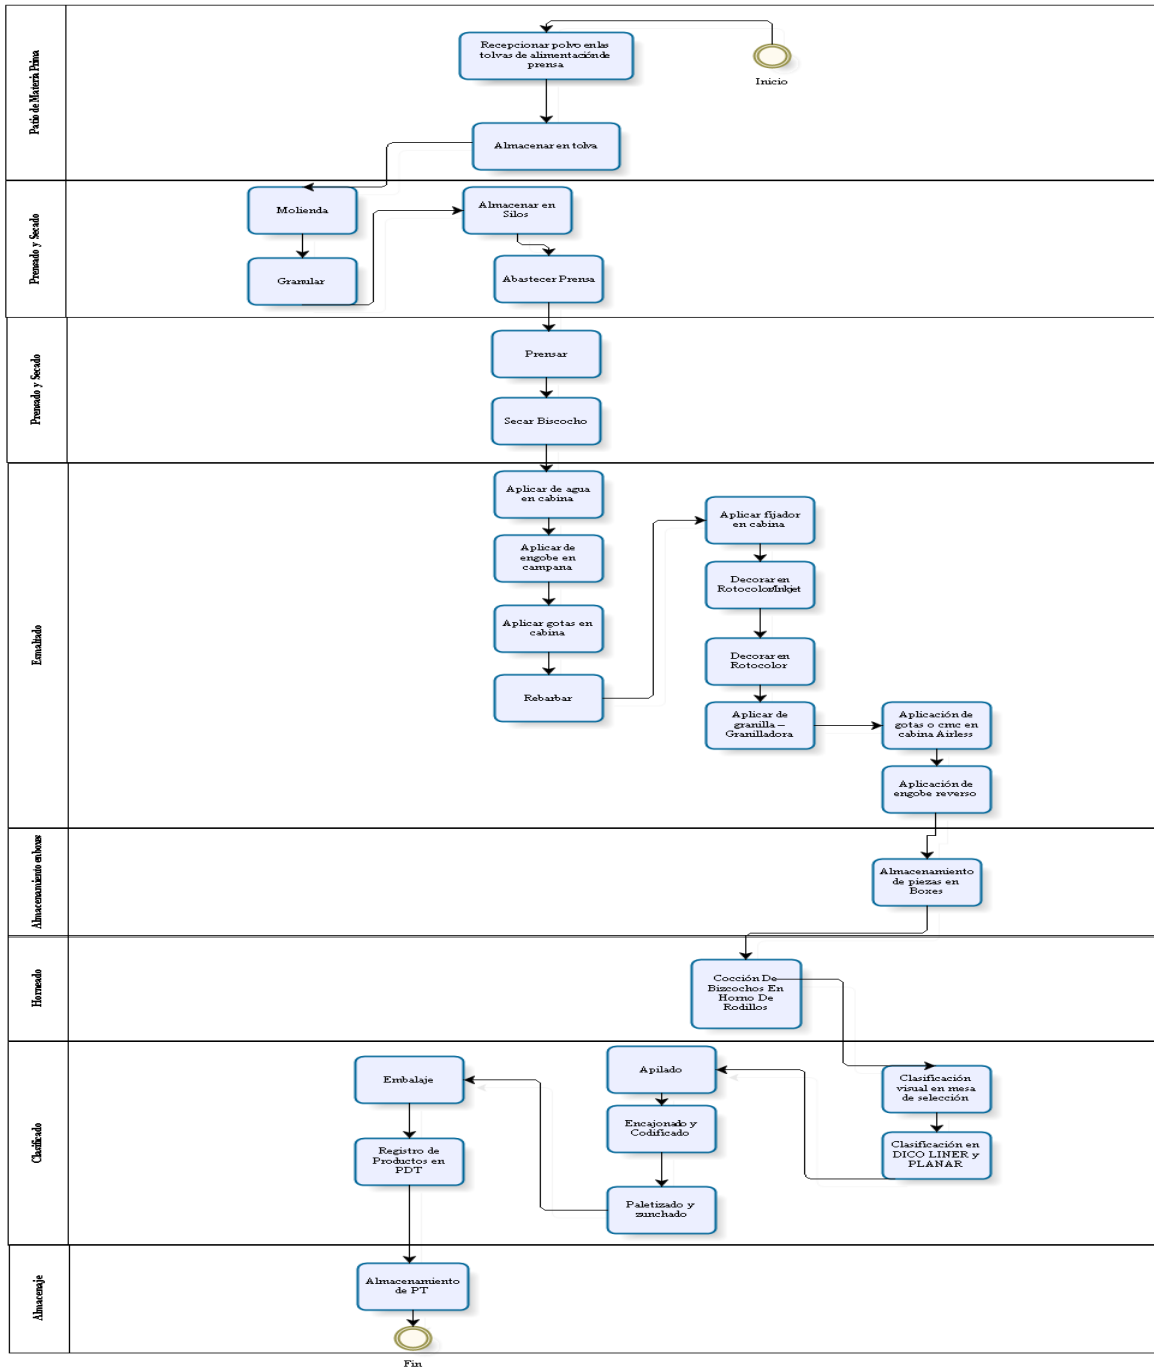 Patio de Materia Prima
Recepcionar polvo en las
tolvas de alimentación de
prensa
Inicio
Almacenar en tolva
Prensado y Secado
Molienda
Almacenar en
Silos
Granular
Abastecer Prensa
Prensado y Secado
Prensar
Secar Biscocho
Esmaltado
Aplicar de agua
en cabina
Aplicar de
engobe en
campana
Aplicar gotas en
cabina
Rebarbar
Aplicar fijador
en cabina
Decorar en
Rotocolor/Inkjet
Decorar en
Rotocolor
Aplicar de
granilla –
Granilladora
Aplicación de
gotas o cmc en
cabina Airless
Aplicación de
engobe reverso
Almacenamiento en boxes
Almacenamiento
de piezas en
Boxes
Horneado
Cocción De
Bizcochos En
Horno De
Rodillos
Clasificado
Clasificación
visual en mesa
de selección
Clasificación en
DICO LINER y
PLANAR
Apilado
Encajonado y
Codificado
Paletizado y
zunchado
Embalaje
Registro de
Productos en
PDT
Almacenaje
Almacenamiento
de PT
Fin